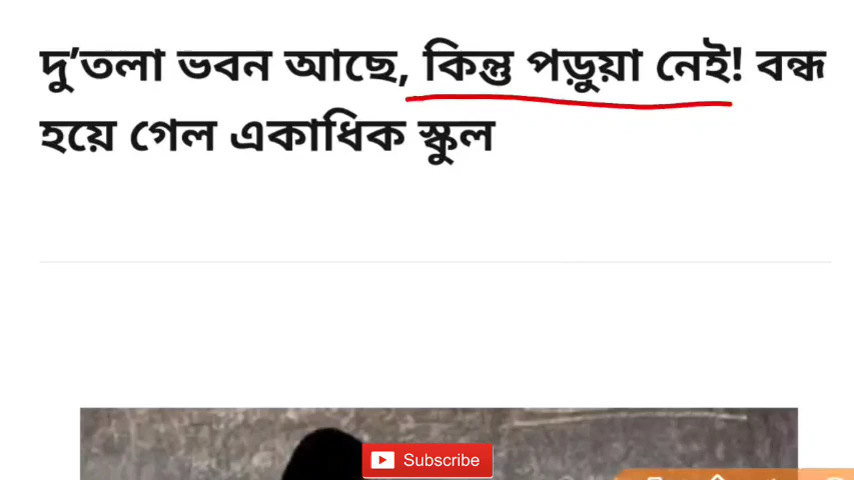 দু'তলা ভবন আছে, কিন্তু পড়ুয়া নেই! বন্ধ
হয়ে গেল একাধিক স্কুল
Subscribe